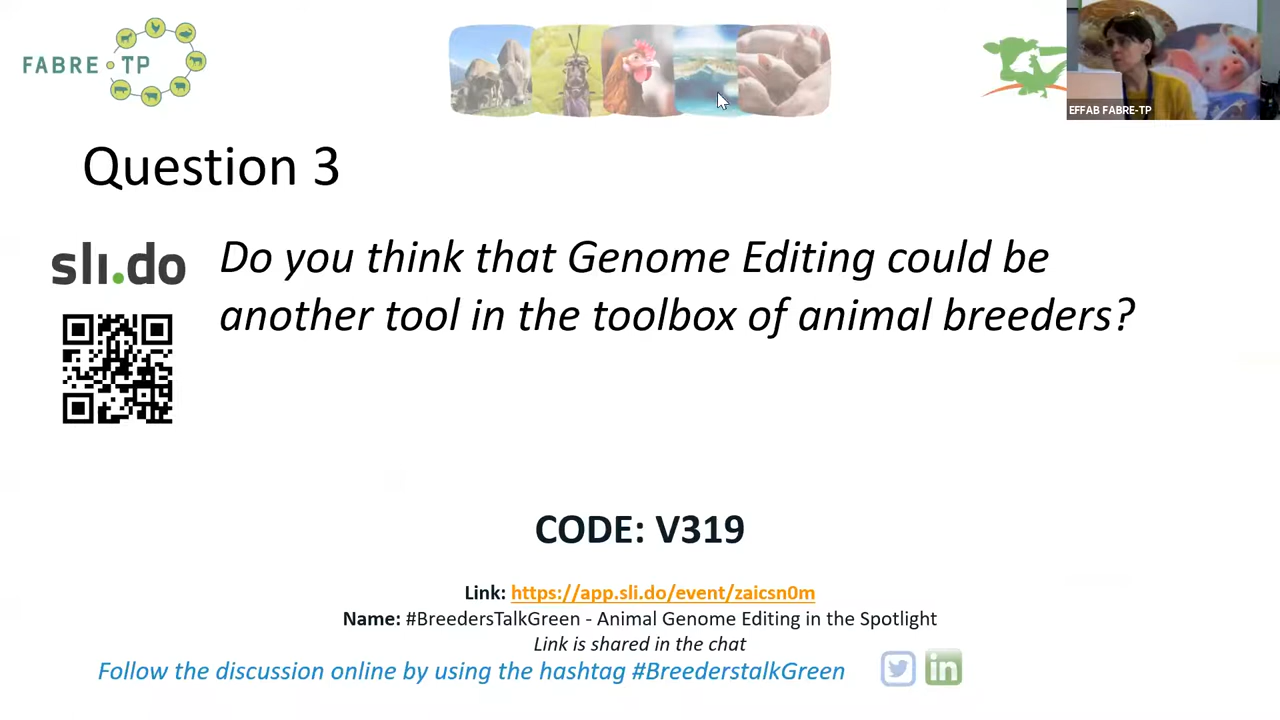 FABRE TP
EFFAB FABRE-TP
Question 3
sli.do
Do you think that Genome Editing could be
another tool in the toolbox of animal breeders?
CODE: V319
Link: https://app.sli.do/event/zaicsn0m
Name: #BreedersTalkGreen - Animal Genome Editing in the Spotlight
Link is shared in the chat
Follow the discussion online by using the hashtag #BreederstalkGreen
in